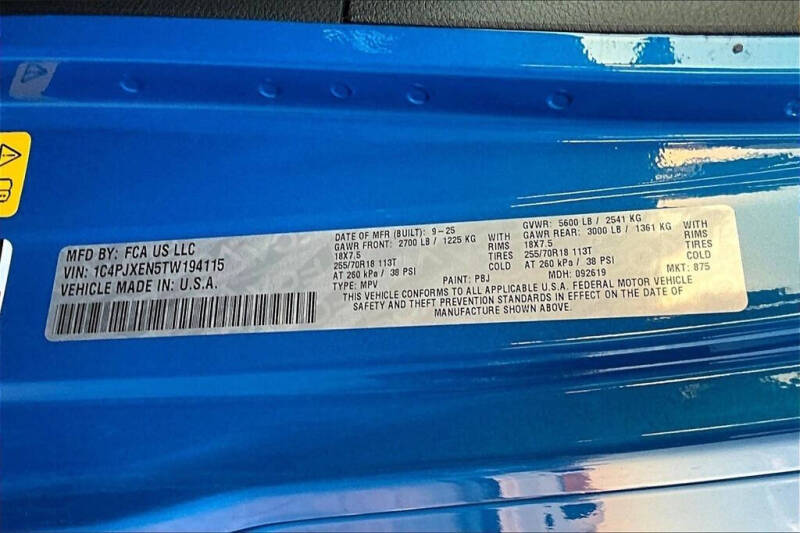 MFD BY: FCA US LLC
VIN: 1C4PJXEN5TW194115
VEHICLE MADE IN: U.S.A.
DATE OF MFR (BUILT): 9-25
GAWR FRONT: 2700 LB / 1225 KG WITH
18X7.5 RIMS
255/70R18 113T TIRES
AT 260 kPa / 38 PSI
TYPE: MPV
PAINT: PBJ
GVWR: 5600 LB / 2541 KG
GAWR REAR: 3000 LB / 1361 KG WITH
18X7.5 RIMS
255/70R18 113T TIRES
AT 260 kPa / 38 PSI
MDH: 092619
MKT: 875
THIS VEHICLE CONFORMS TO ALL APPLICABLE U.S.A. FEDERAL MOTOR VEHICLE
SAFETY AND THEFT PREVENTION STANDARDS IN EFFECT ON THE DATE OF
MANUFACTURE SHOWN ABOVE.